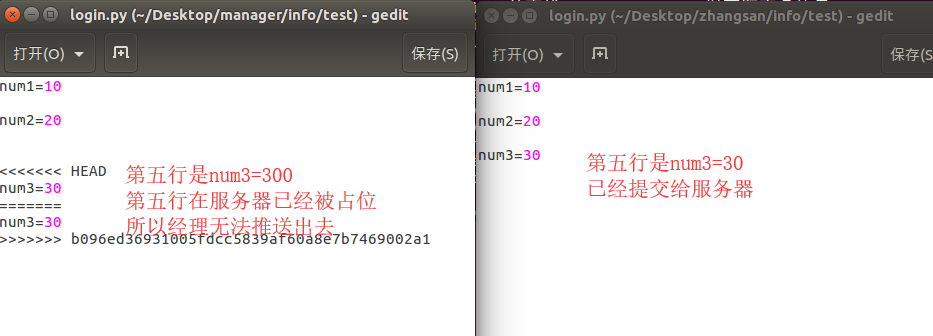 login.py (~/Desktop/manager/info/test) - gedit
打开(O)
保存(S)
num1=10
num2=20
<<<<<<< HEAD
num3=30
=======
num3=30
>>>>>>> b096ed36931005fdcc5839af60a8e7b7469002a1
第五行是num3=300
第五行在服务器已经被占位
所以经理无法推送出去
login.py (~/Desktop/zhangsan/info/test) - gedit
打开(O)
保存(S
num1=10
num2=20
num3=30
第五行是num3=30
已经提交给服务器